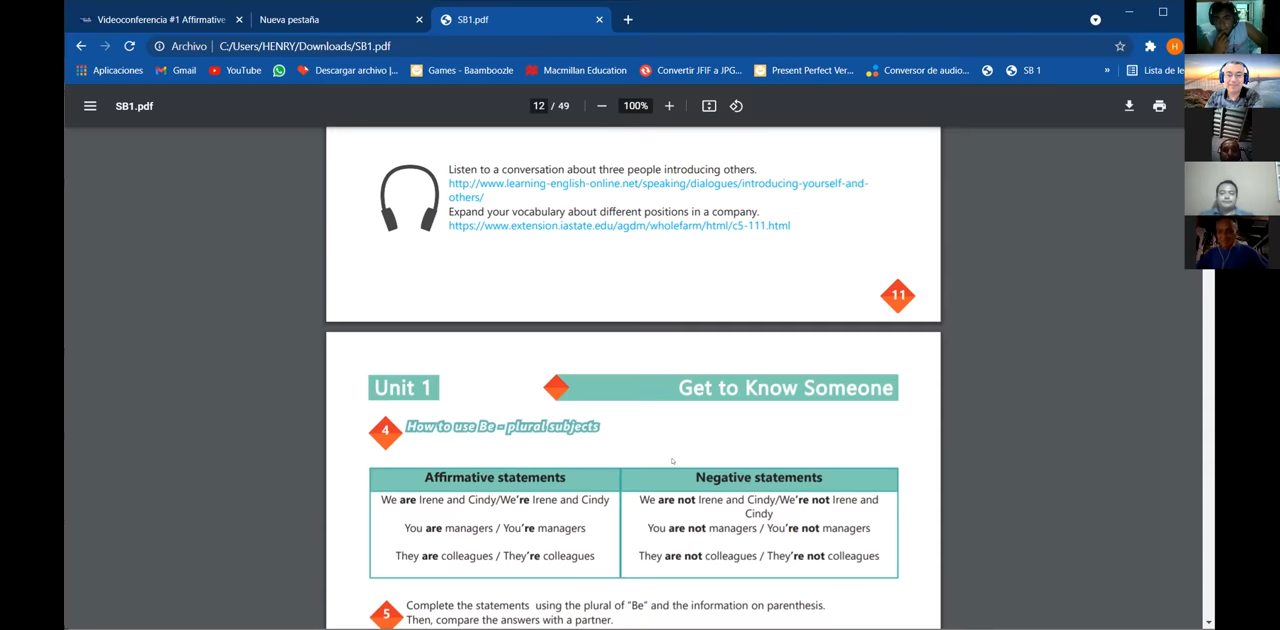 Videoconferencia #1 Affirmative
Nueva pestaña
SB1.pdf
Archivo
C:/Users/HENRY/Downloads/SB1.pdf
H
Aplicaciones
Gmail
YouTube
Descargar archivo |...
Games - Baamboozle
Macmillan Education
Convertir JFIF a JPG...
Present Perfect Ver...
Conversor de audio...
SB 1
»
Lista de le
SB1.pdf
12 / 49
100%
Listen to a conversation about three people introducing others.
http://www.learning-english-online.net/speaking/dialogues/introducing-yourself-and-
others/
Expand your vocabulary about different positions in a company.
https://www.extension.iastate.edu/agdm/wholefarm/html/c5-111.html
11
Unit 1
Get to Know Someone
4
How to use Be - plural subjects
Affirmative statements
Negative statements
We are Irene and Cindy/We're Irene and Cindy
We are not Irene and Cindy/We're not Irene and
Cindy
You are managers / You're managers
You are not managers / You're not managers
They are colleagues / They're colleagues
They are not colleagues / They're not colleagues
5
Complete the statements using the plural of "Be" and the information on parenthesis.
Then, compare the answers with a partner.